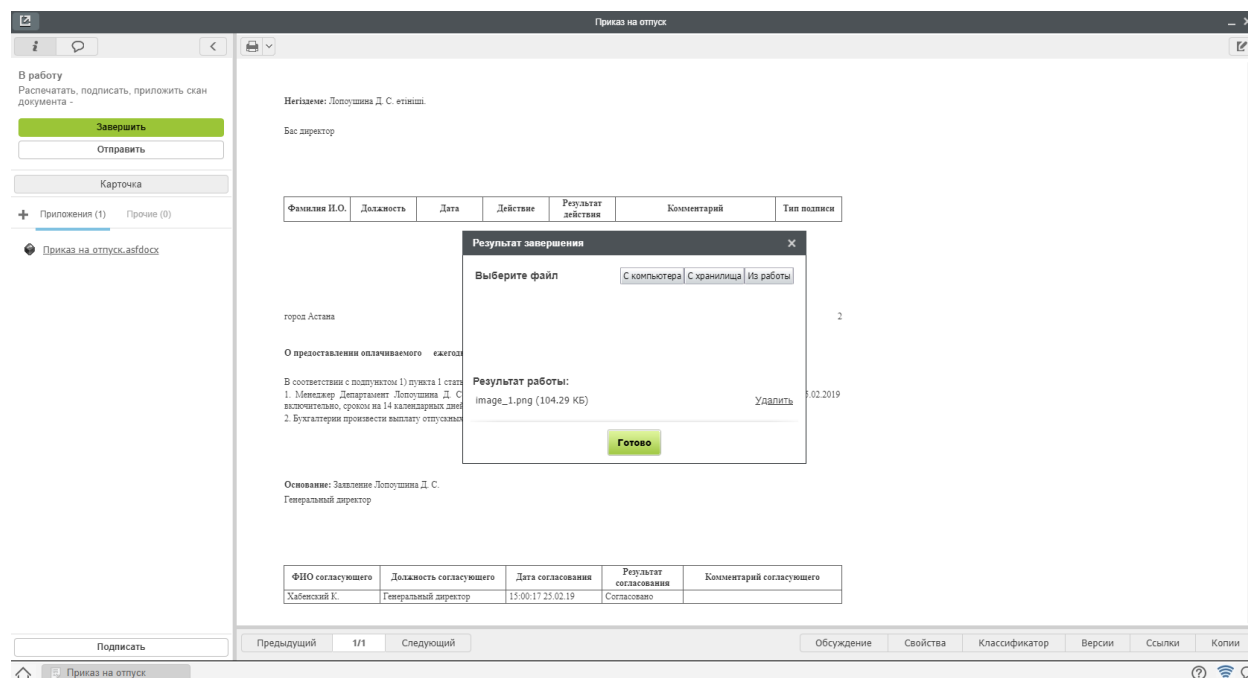 Приказ на отпуск
В работу
Распечатать, подписать, приложить скан
документа -
Завершить
Отправить
Карточка
Приложения (1) Прочие (0)
Приказ на отпуск.asfdocx
Подписать
Негіздеме: Лопоушина Д. С. етініші.
Бас директор
Фамилия И.О. Должность Дата Действие Результат действия Комментарий Тип подписи
город Астана 2
О предоставлении оплачиваемого
В соответствии с подпунктом 1) пункта 1
1. Менеджер Департамент Лопоушина Д. С 5.02.2019
включительно, сроком на 14 календарных
2. Бухгалтерии произвести выплату отпускных
Результат завершения
Выберите файл С компьютера С хранилища Из работы
Результат работы:
image_1.png (104.29 КБ) Удалить
Готово
Основание: Заявление Лопоушина Д. С.
Генеральный директор
ФИО согласующего Должность согласующего Дата согласования Результат согласования Комментарий согласующего
Хабенский К. Генеральный директор 15:00:17 25.02.19 Согласовано
Предыдущий 1/1 Следующий Обсуждение Свойства Классификатор Версии Ссылки Копии
Приказ на отпуск